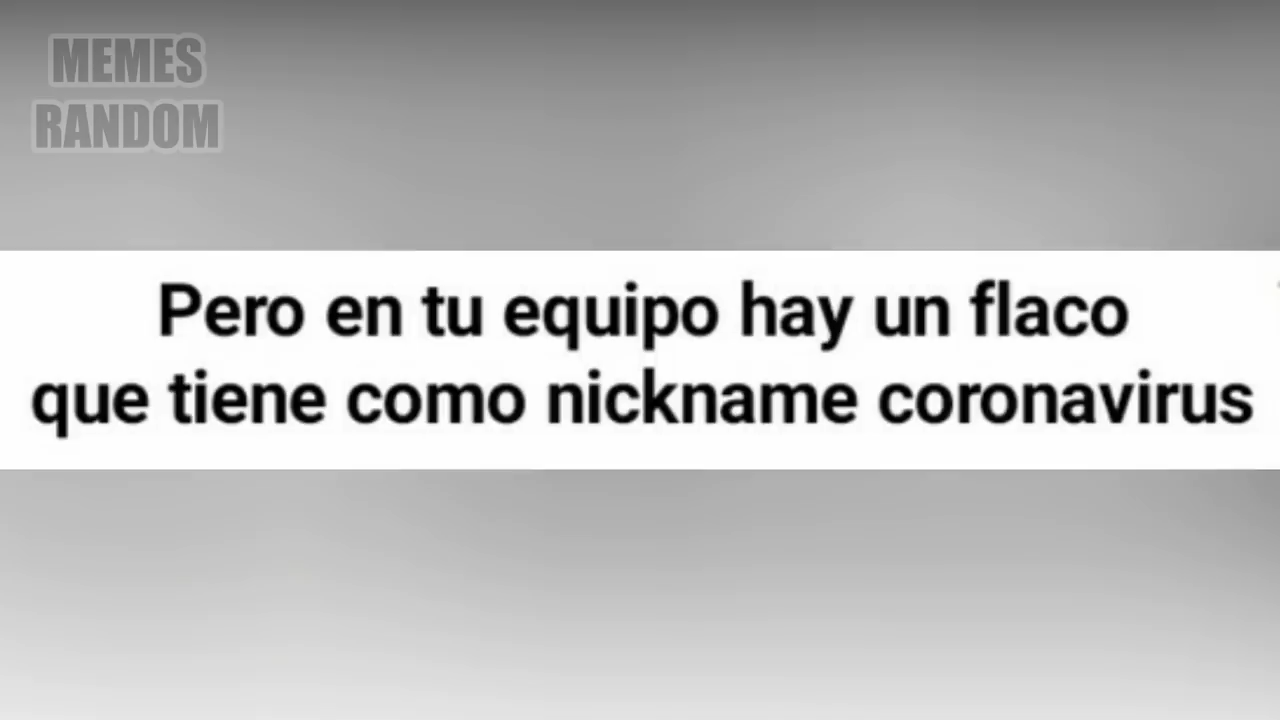 MEMES
RANDOM
Pero en tu equipo hay un flaco
que tiene como nickname coronavirus